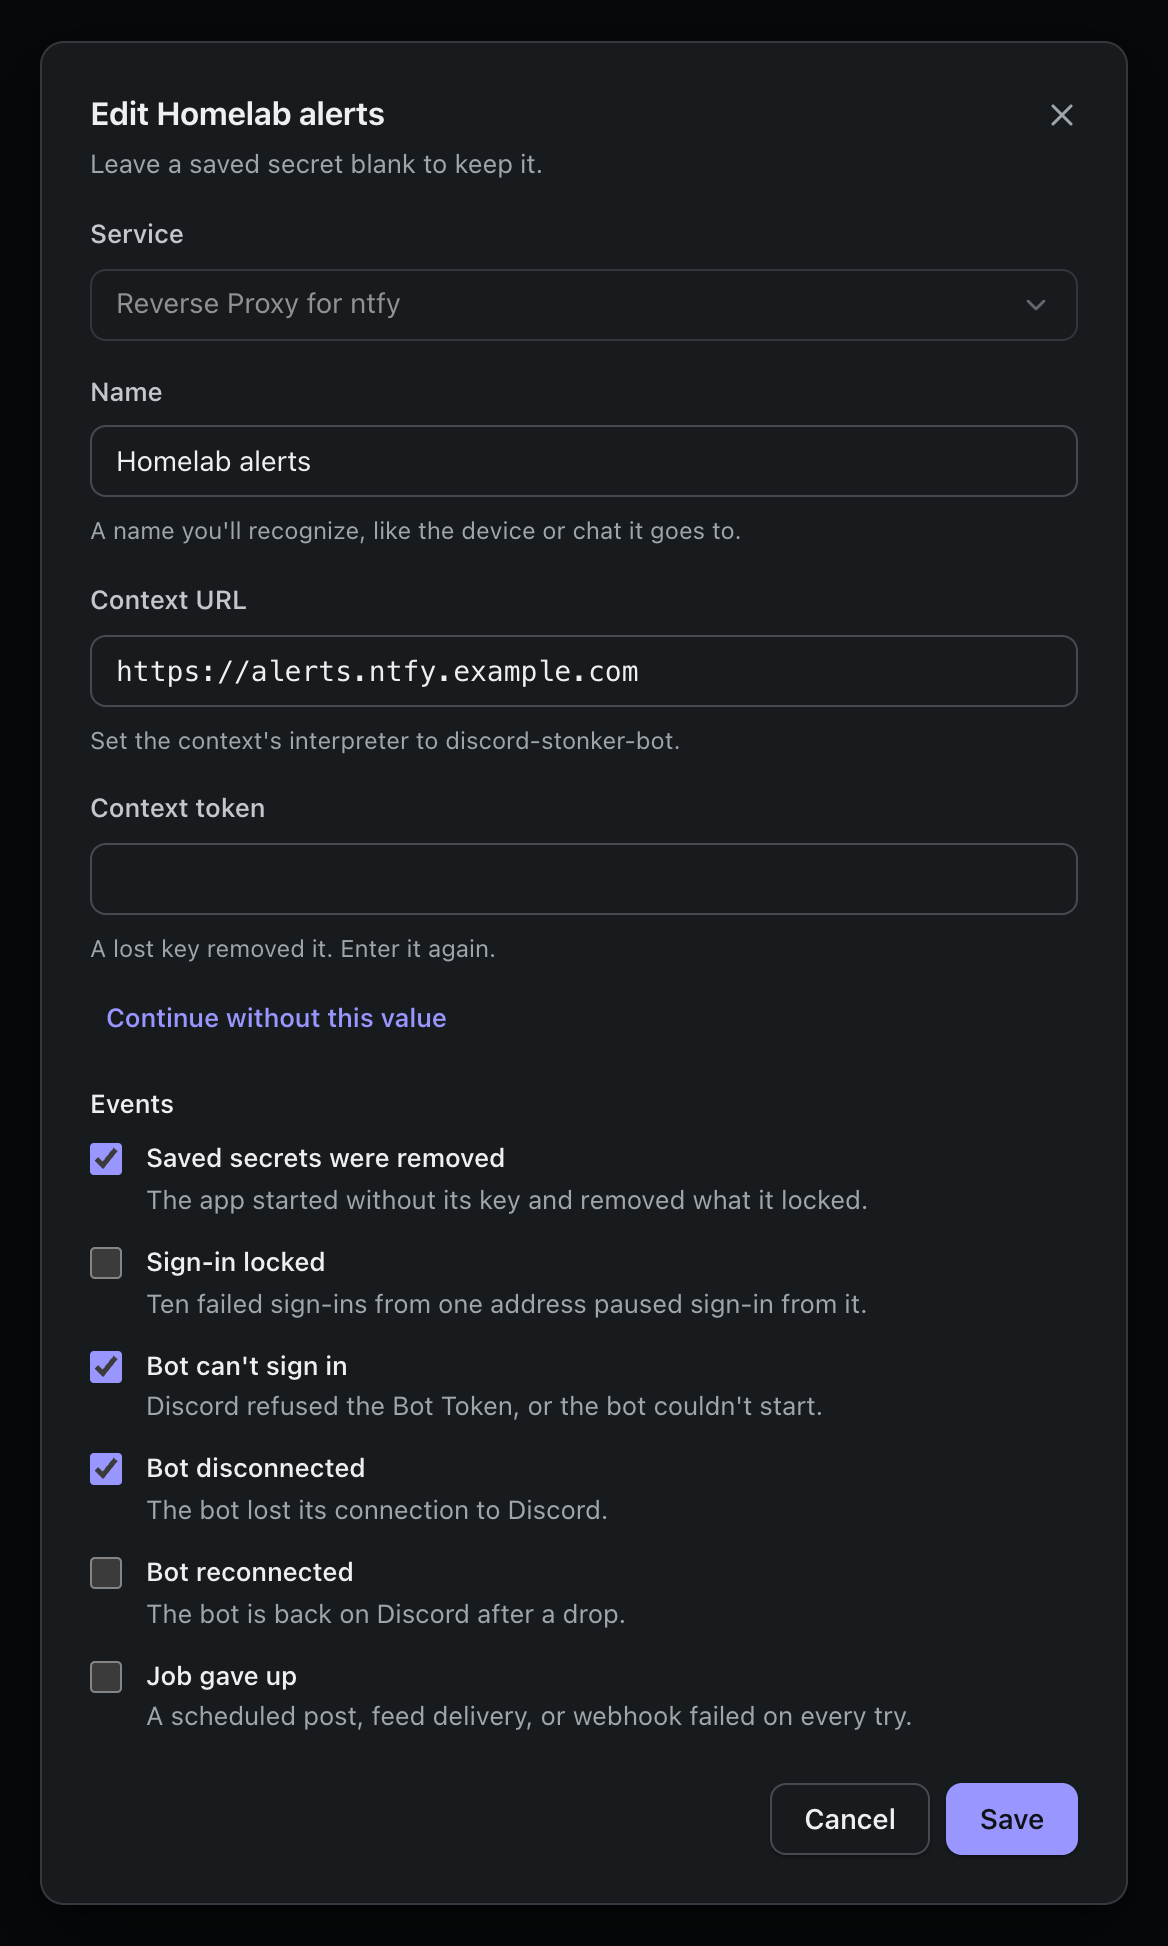 Edit Homelab alerts
Leave a saved secret blank to keep it.
Service
Reverse Proxy for ntfy
Name
Homelab alerts
A name you'll recognize, like the device or chat it goes to.
Context URL
https://alerts.ntfy.example.com
Set the context's interpreter to discord-stonker-bot.
Context token
A lost key removed it. Enter it again.
Continue without this value
Events
Saved secrets were removed
The app started without its key and removed what it locked.
Sign-in locked
Ten failed sign-ins from one address paused sign-in from it.
Bot can't sign in
Discord refused the Bot Token, or the bot couldn't start.
Bot disconnected
The bot lost its connection to Discord.
Bot reconnected
The bot is back on Discord after a drop.
Job gave up
A scheduled post, feed delivery, or webhook failed on every try.
Cancel
Save